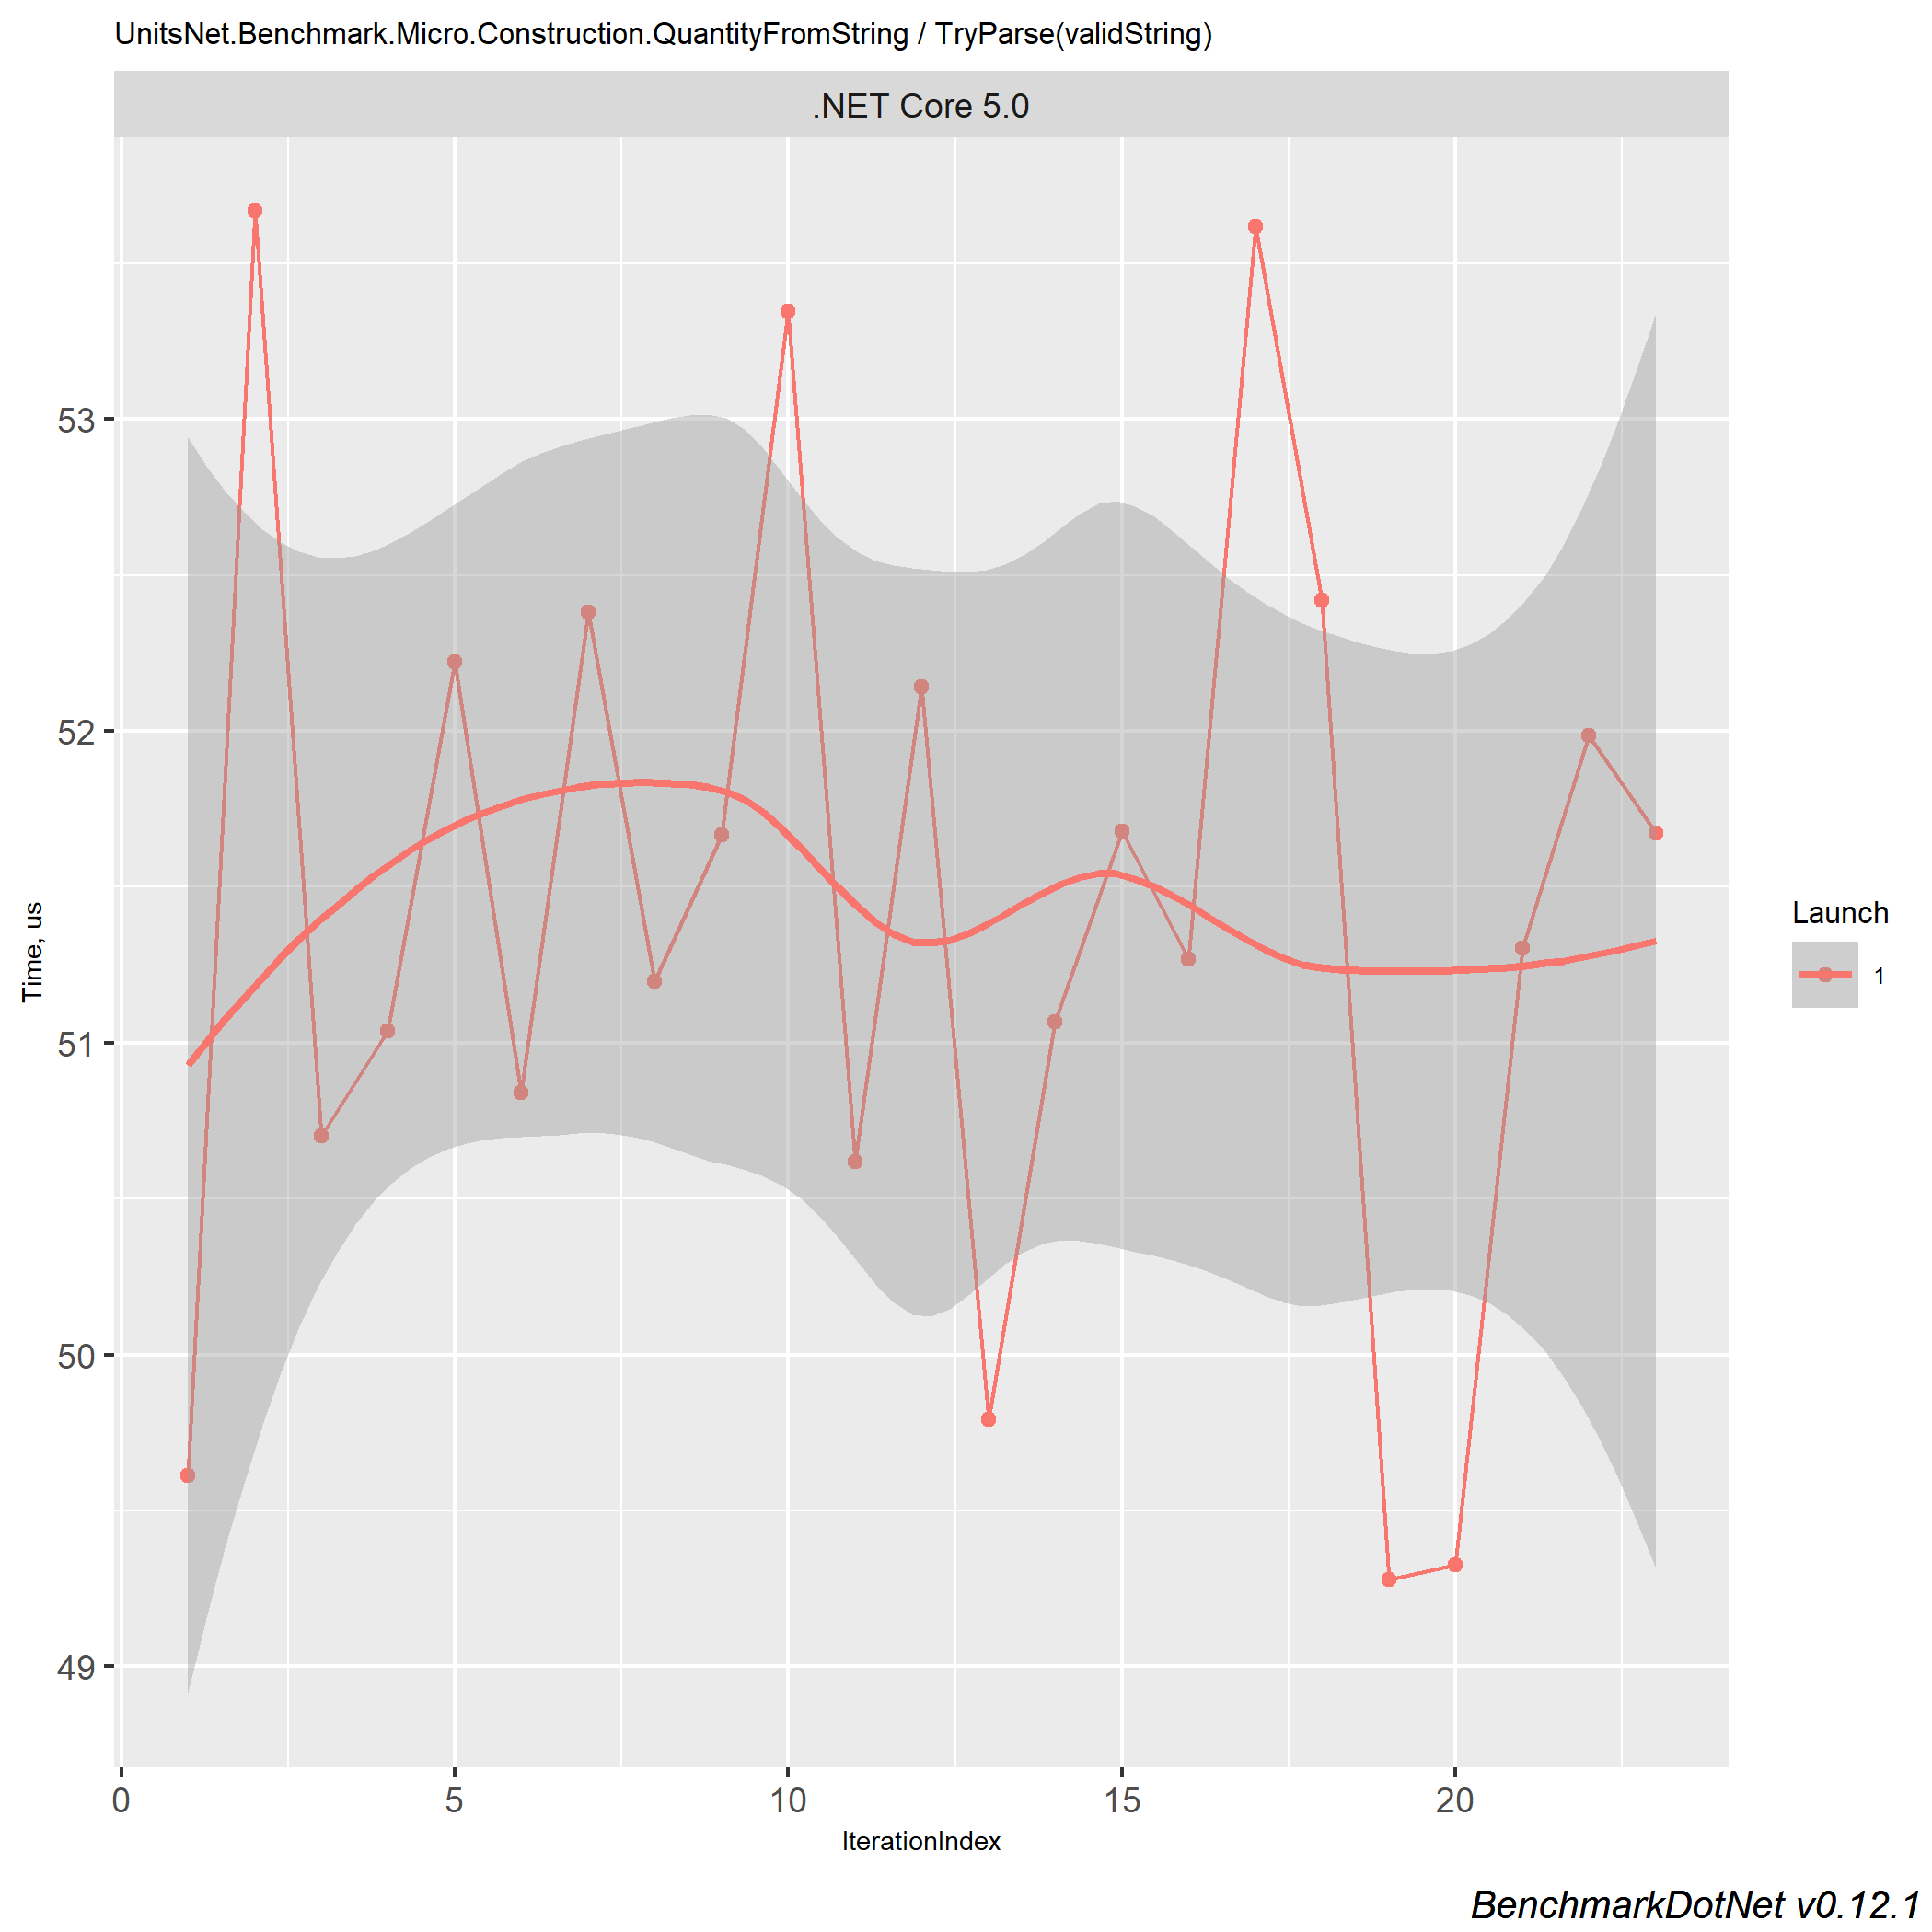 UnitsNet.Benchmark.Micro.Construction.QuantityFromString / TryParse(validString)
.NET Core 5.0
53
52
51
50
49
Time, us
0 5 10 15 20
IterationIndex
Launch
1
BenchmarkDotNet v0.12.1